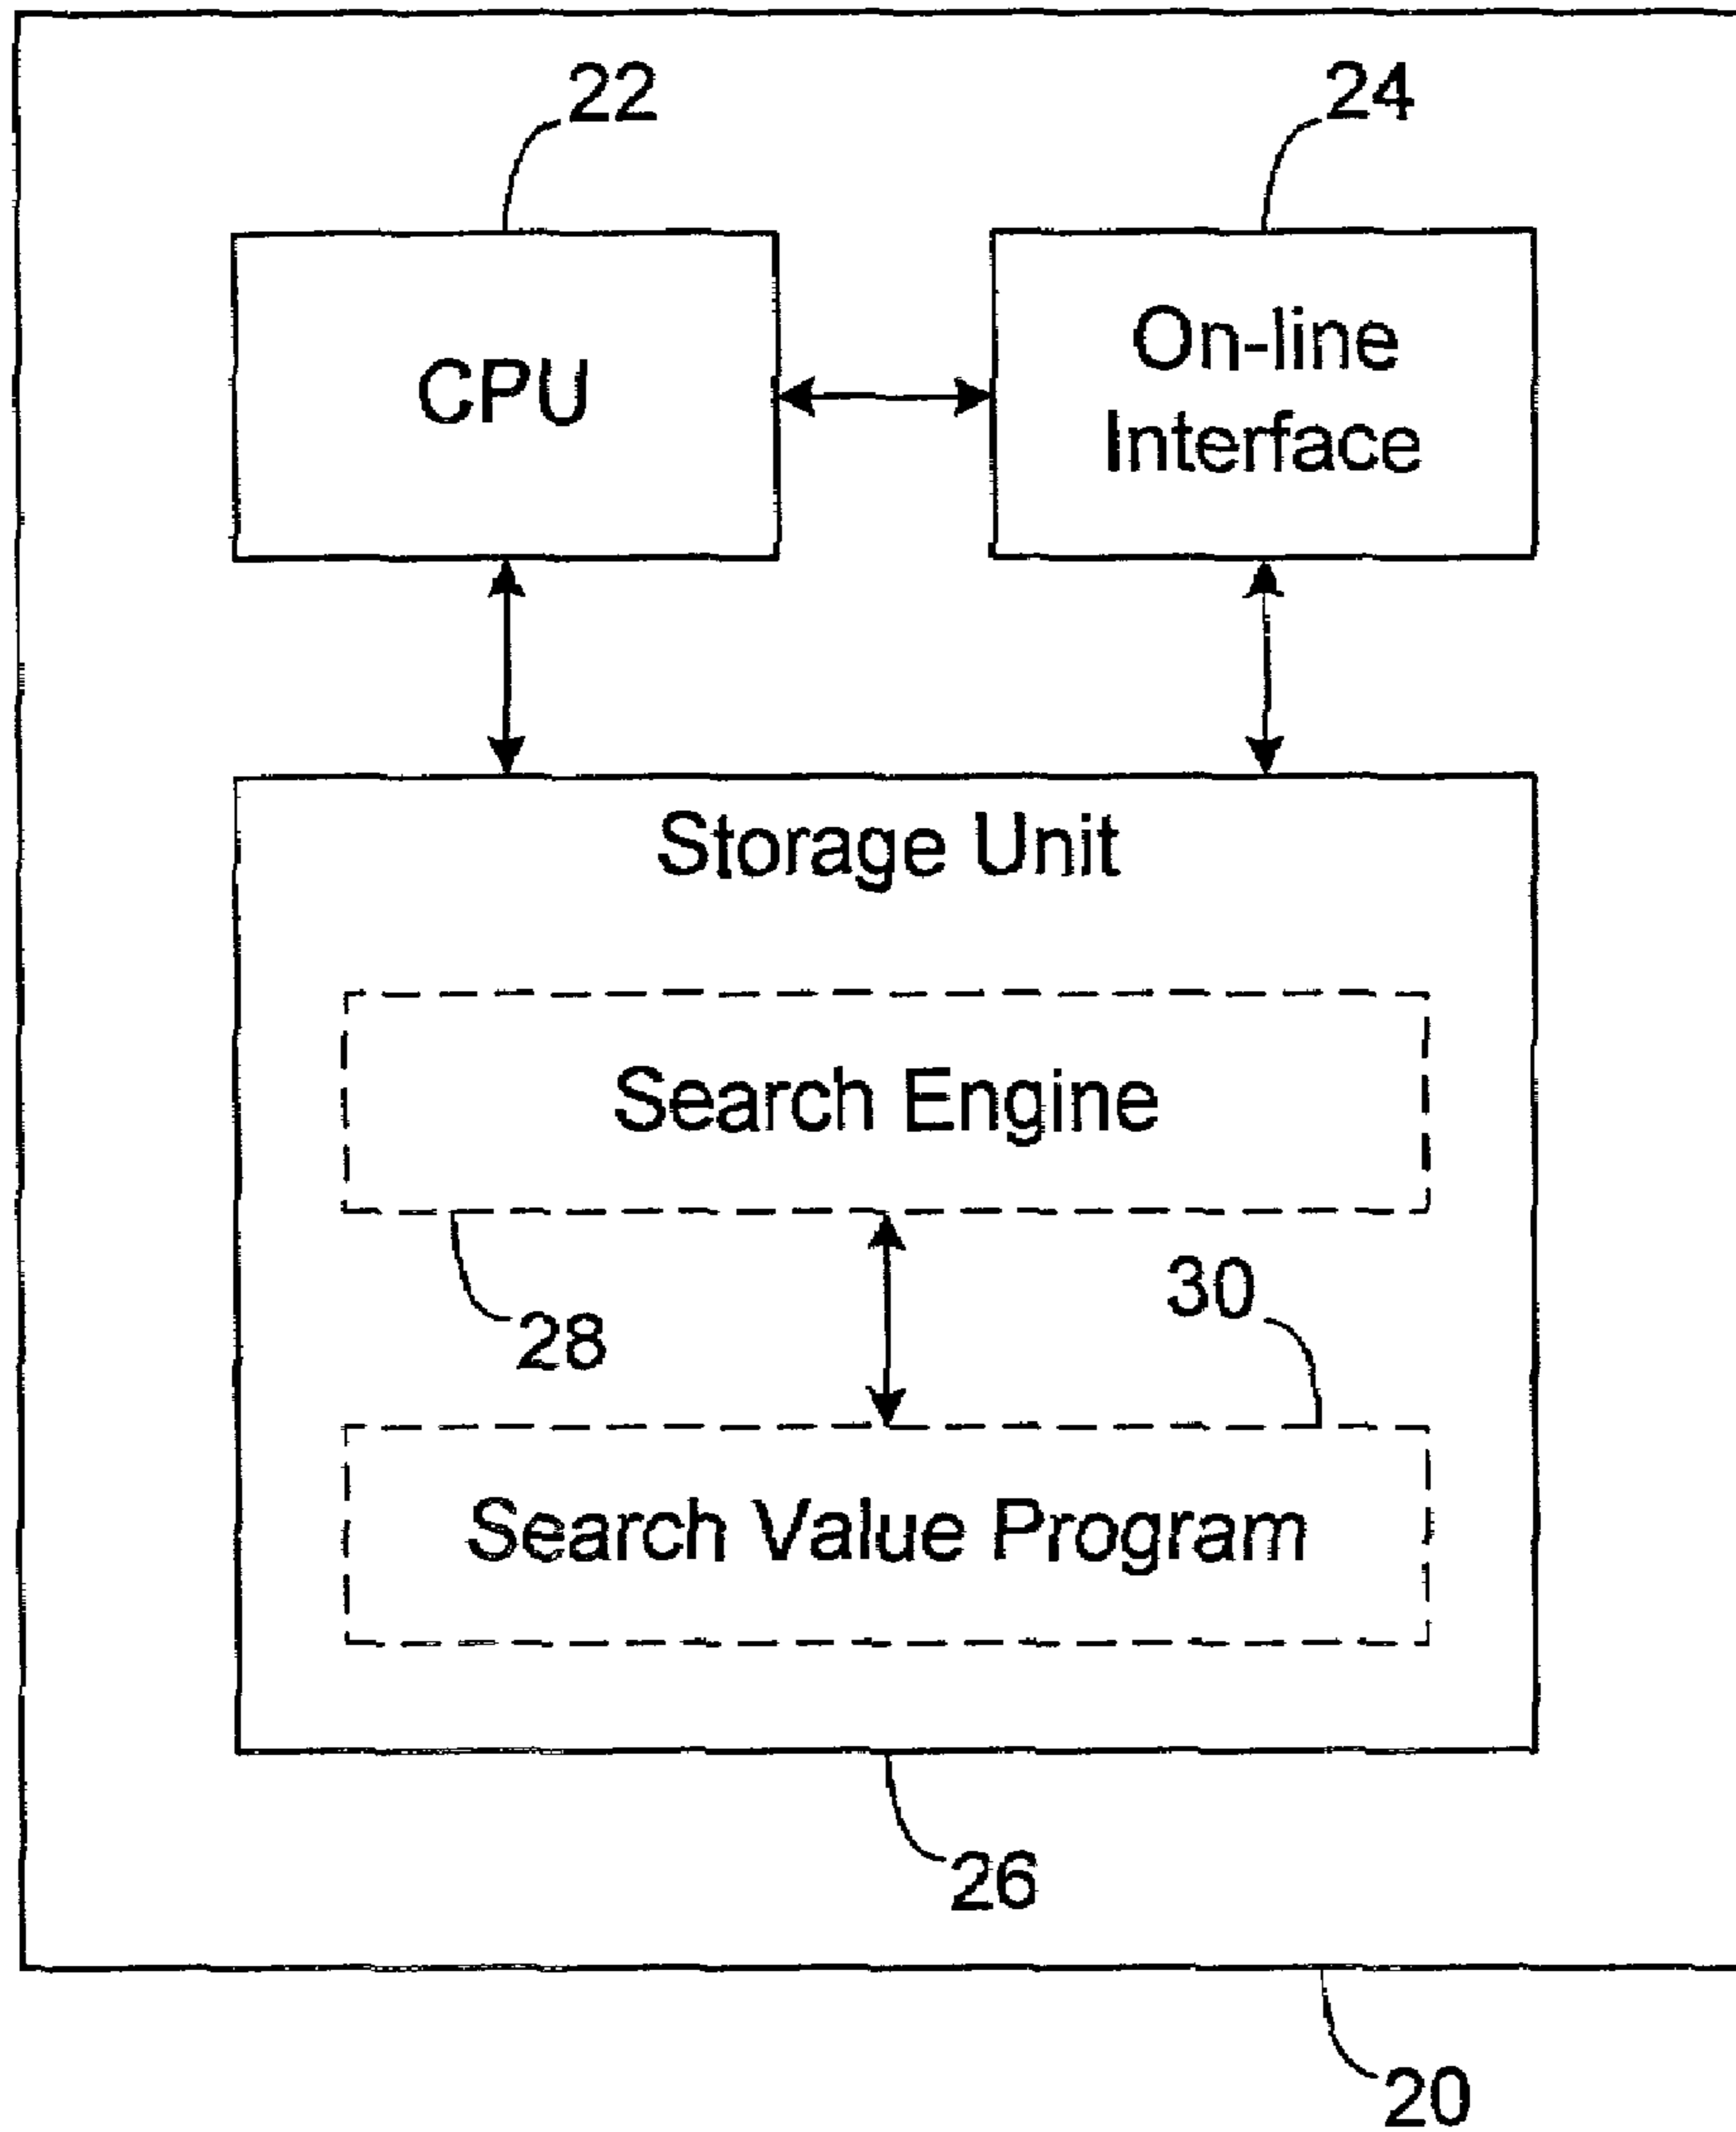 22
24
CPU
On-line
Interface
Storage Unit
Search Engine
28
30
Search Value Program
26
20